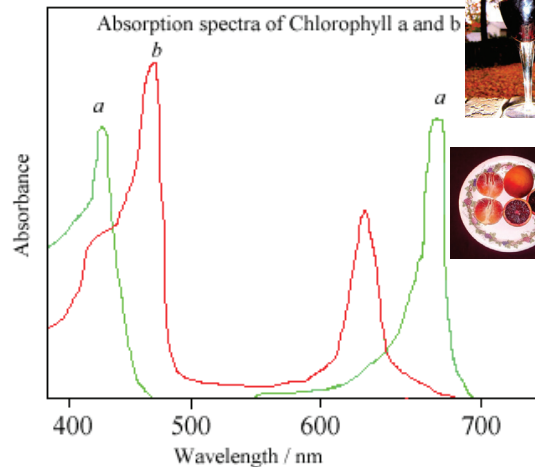 Absorption spectra of Chlorophyll a and b
b
a
a
Absorbance
400 500 600 700
Wavelength / nm